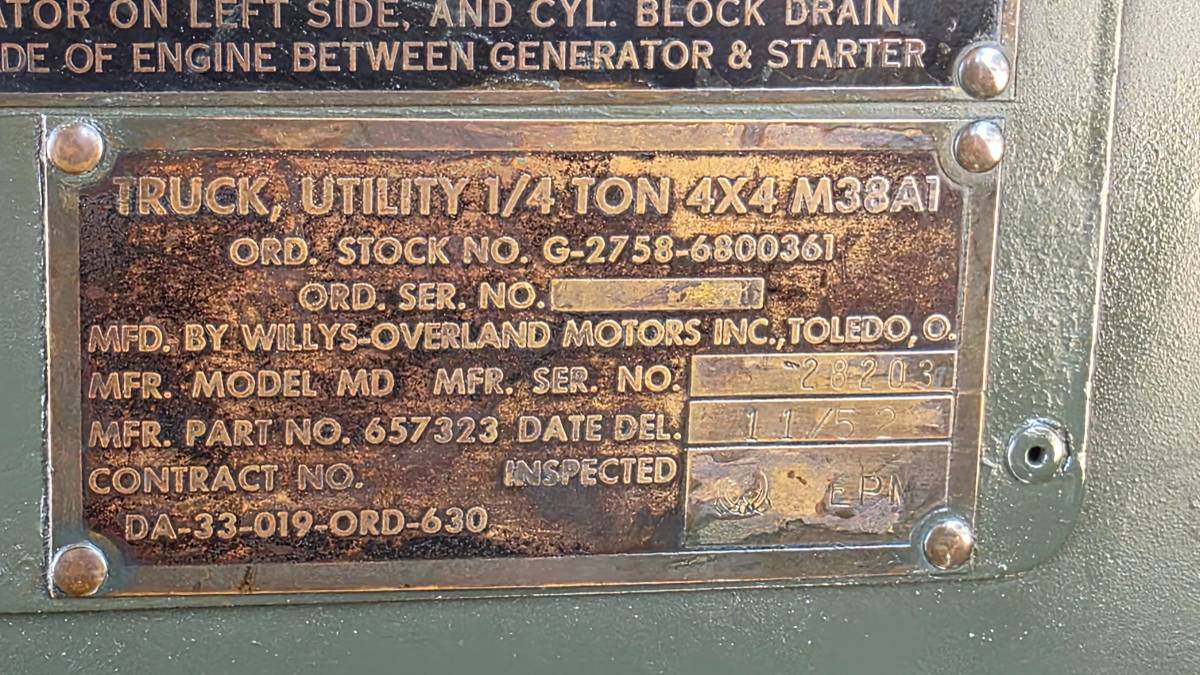 ATOR ON LEFT SIDE, AND CYL. BLOCK DRAIN
OF ENGINE BETWEEN GENERATOR & STARTER
TRUCK, UTILITY 1/4 TON 4X4 M38A1
ORD. STOCK NO. G-2758-6800361
ORD. SER. NO.
MFD. BY WILLYS-OVERLAND MOTORS INC., TOLEDO, O.
MFR. MODEL MD MFR. SER. NO. 28203
MFR. PART NO. 657323 DATE DEL. 11/52
CONTRACT NO. INSPECTED EPM
DA-33-019-ORD-630